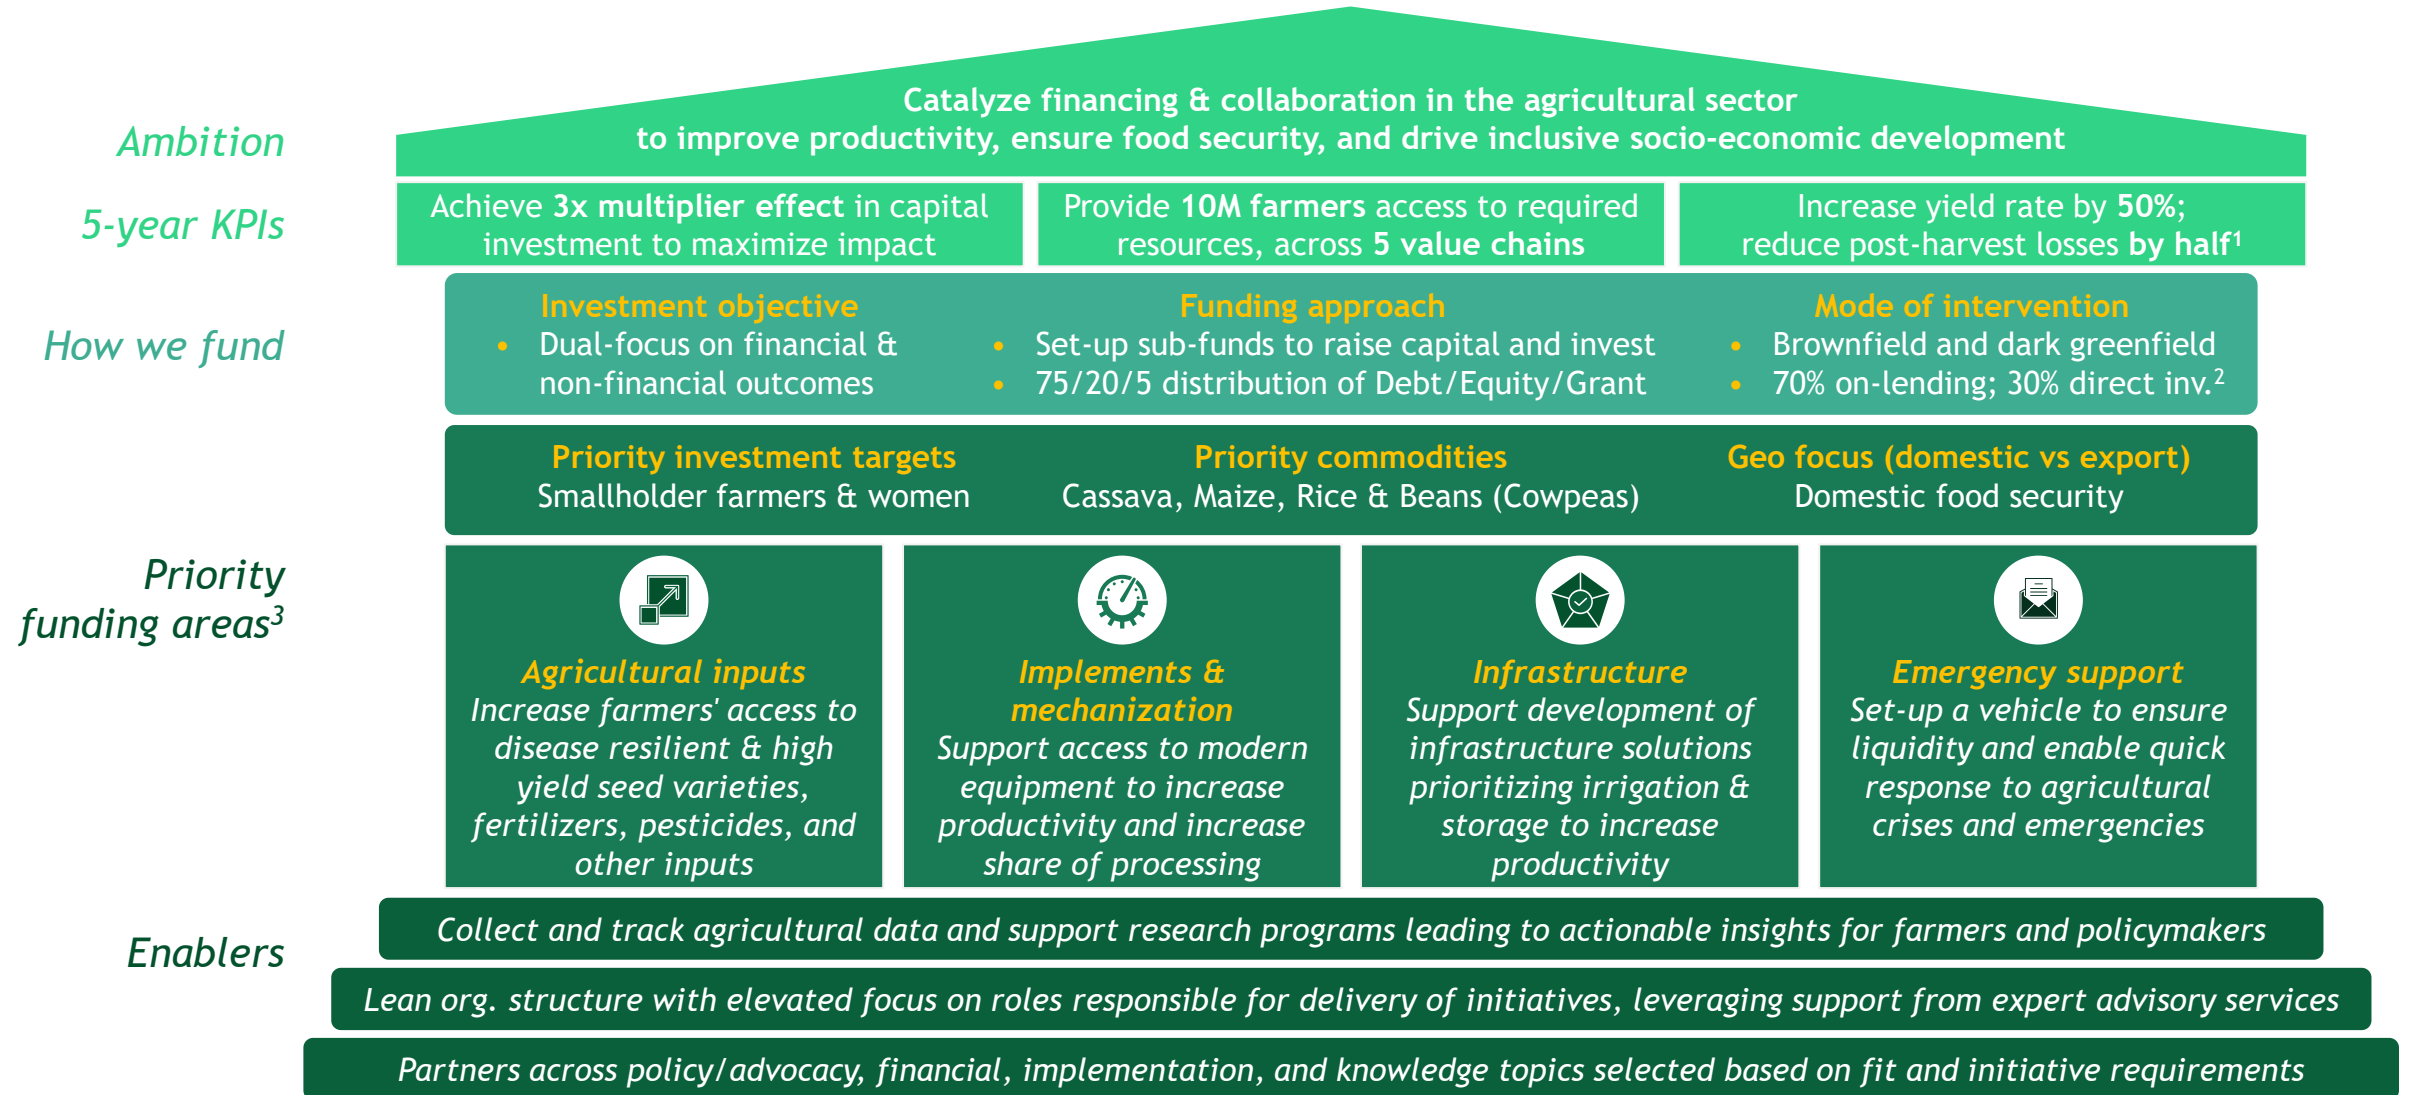 Ambition
Catalyze financing & collaboration in the agricultural sector
to improve productivity, ensure food security, and drive inclusive socio-economic development
5-year KPIs
Achieve 3x multiplier effect in capital
investment to maximize impact
Provide 10M farmers access to required
resources, across 5 value chains
Increase yield rate by 50%;
reduce post-harvest losses by half¹
How we fund
Investment objective
• Dual-focus on financial &
non-financial outcomes
Funding approach
• Set-up sub-funds to raise capital and invest
• 75/20/5 distribution of Debt/Equity/Grant
Mode of intervention
• Brownfield and dark greenfield
• 70% on-lending; 30% direct inv.²
Priority
funding areas³
Priority investment targets
Smallholder farmers & women
Priority commodities
Cassava, Maize, Rice & Beans (Cowpeas)
Geo focus (domestic vs export)
Domestic food security
Agricultural inputs
Increase farmers' access to
disease resilient & high
yield seed varieties,
fertilizers, pesticides, and
other inputs
Implements &
mechanization
Support access to modern
equipment to increase
productivity and increase
share of processing
Infrastructure
Support development of
infrastructure solutions
prioritizing irrigation &
storage to increase
productivity
Emergency support
Set-up a vehicle to ensure
liquidity and enable quick
response to agricultural
crises and emergencies
Enablers
Collect and track agricultural data and support research programs leading to actionable insights for farmers and policymakers
Lean org. structure with elevated focus on roles responsible for delivery of initiatives, leveraging support from expert advisory services
Partners across policy/advocacy, financial, implementation, and knowledge topics selected based on fit and initiative requirements